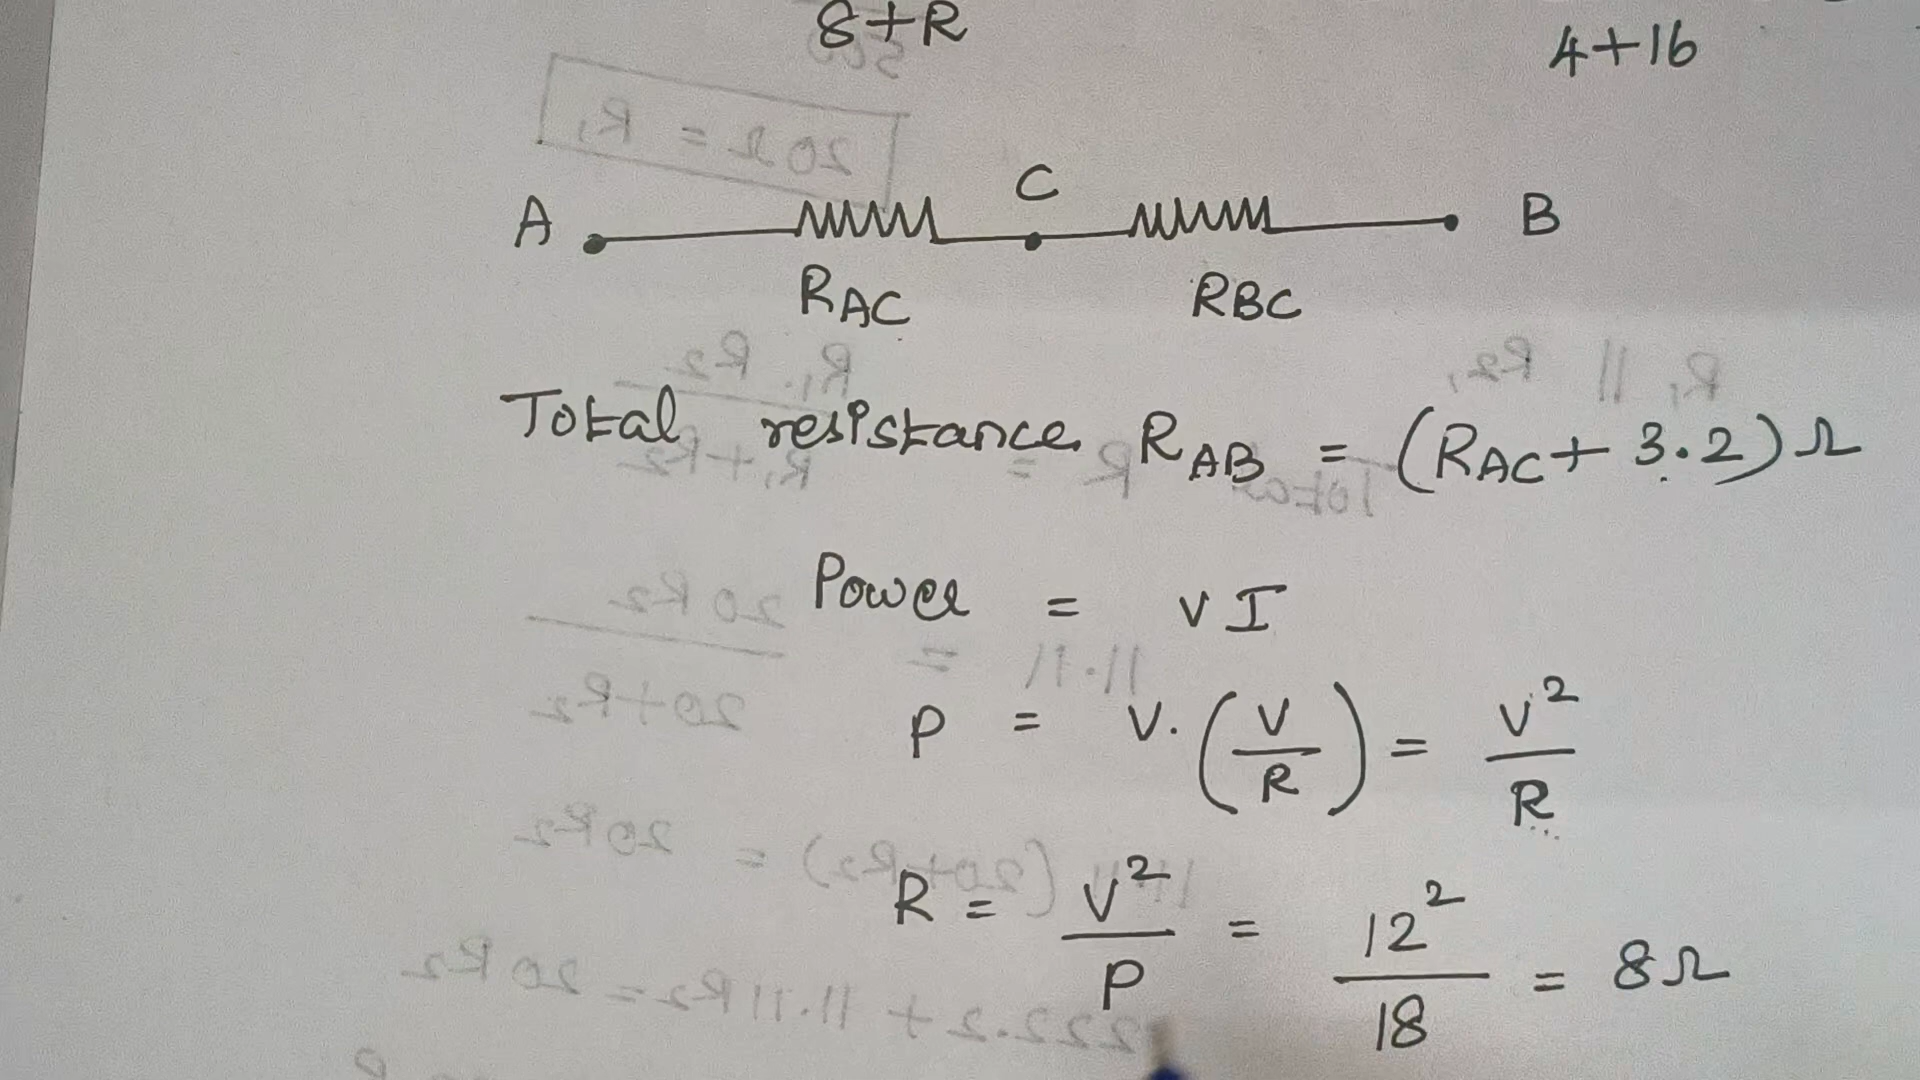 8+R
4+16
A C B
RAC RBC
Total resistance RAB = (RAC + 3.2) Ω
Power = VI
P = V. (V/R) = V²/R
R = V²/P = 12²/18 = 8Ω